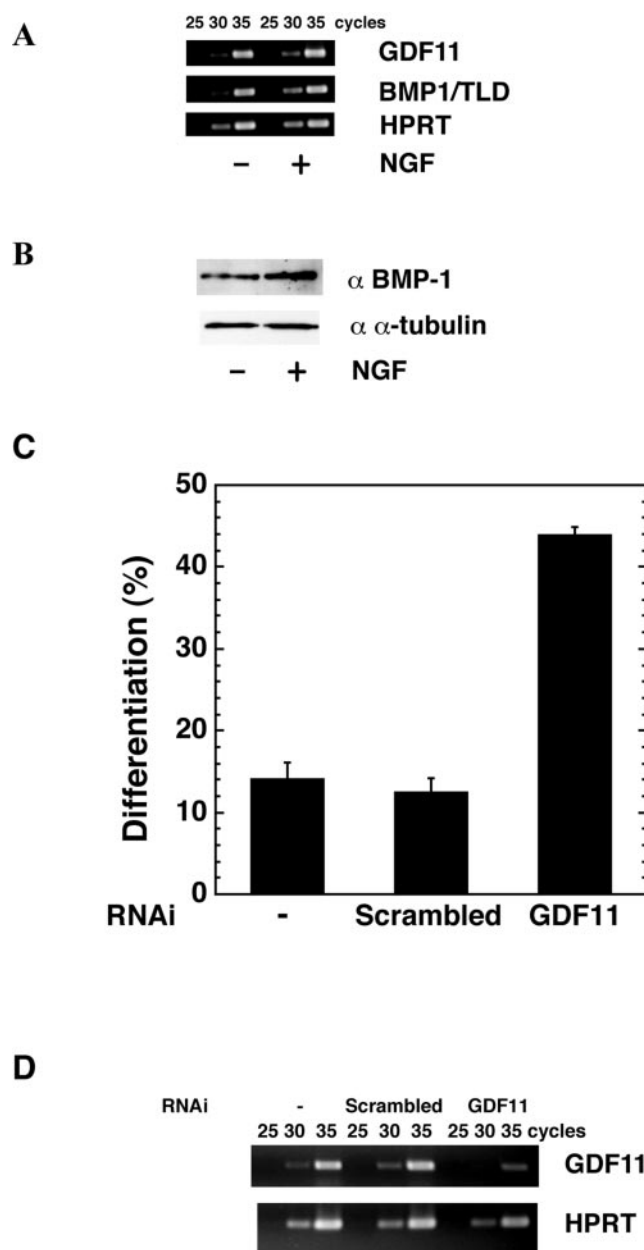 A
25 30 35 25 30 35 cycles
GDF11
BMP1/TLD
HPRT
− + NGF
B
α BMP-1
α α-tubulin
− + NGF
C
50
40
30
20
10
0
Differentiation (%)
RNAi - Scrambled GDF11
D
RNAi - Scrambled GDF11
25 30 35 25 30 35 25 30 35 cycles
GDF11
HPRT